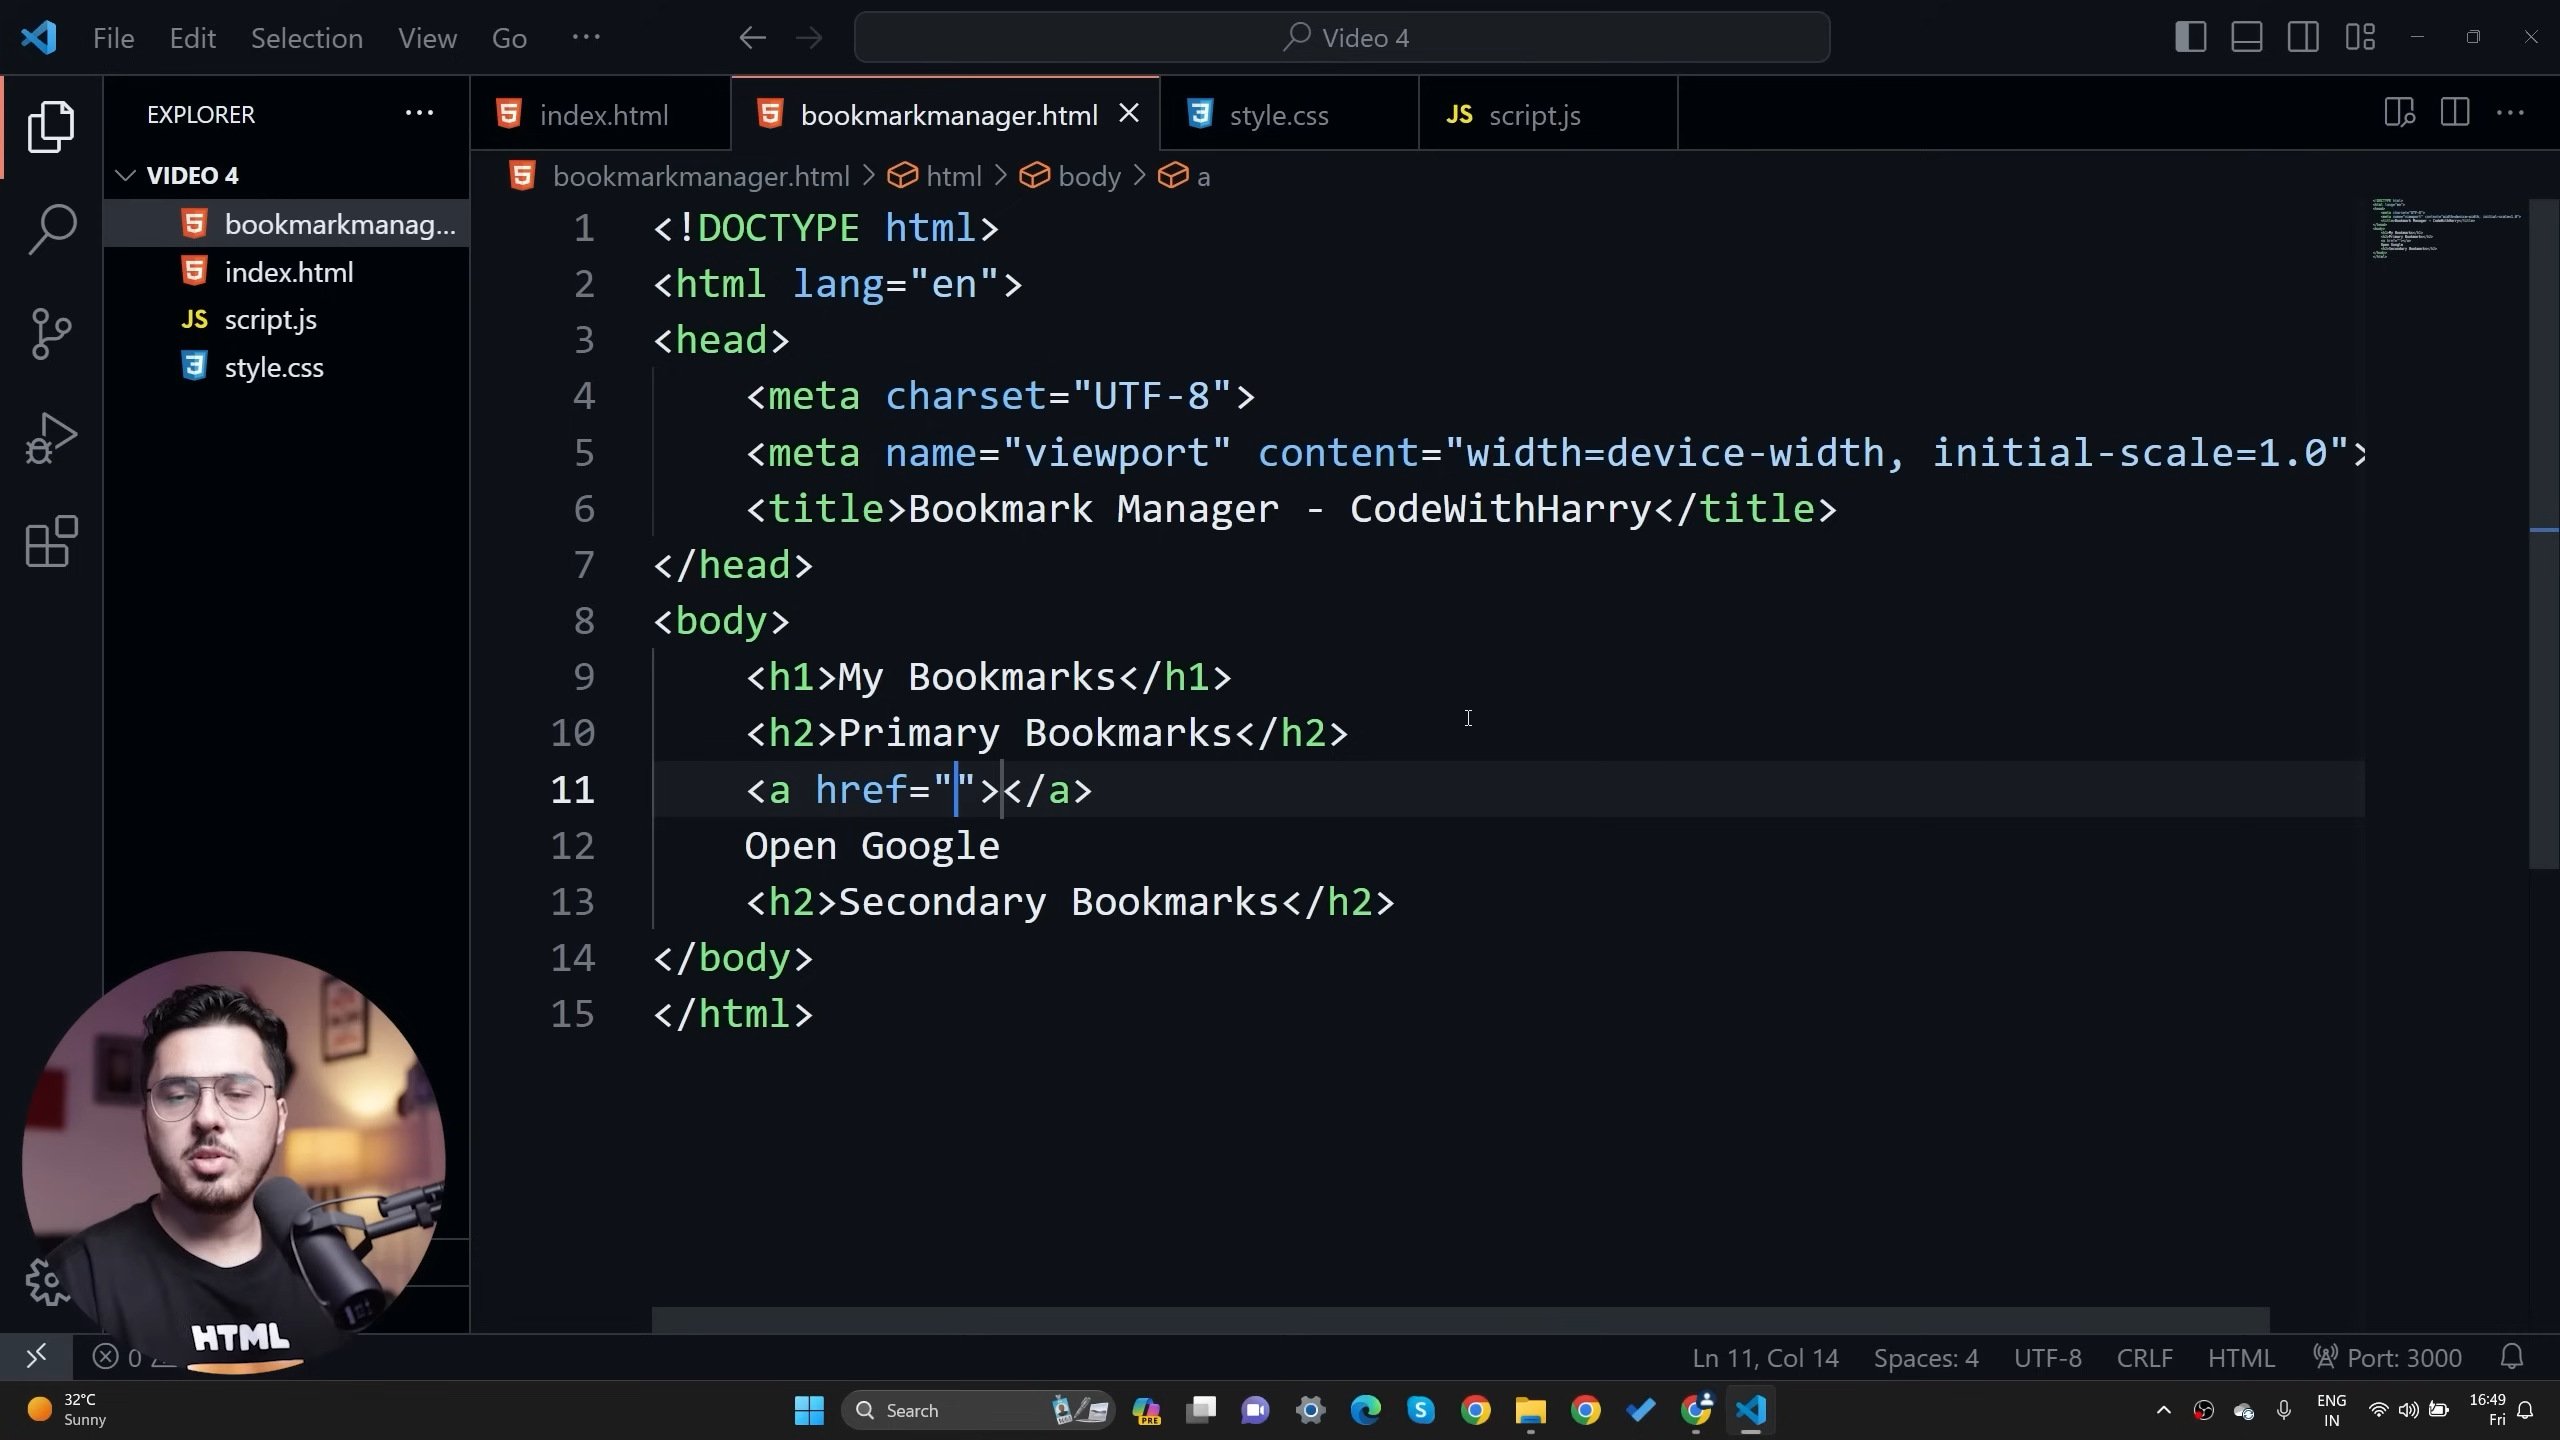 File Edit Selection View Go ···
Video 4
EXPLORER ···
VIDEO 4
bookmarkmanag...
index.html
JS script.js
style.css
index.html bookmarkmanager.html style.css JS script.js
bookmarkmanager.html > html > body > a
1 <!DOCTYPE html>
2 <html lang="en">
3 <head>
4 <meta charset="UTF-8">
5 <meta name="viewport" content="width=device-width, initial-scale=1.0">
6 <title>Bookmark Manager - CodeWithHarry</title>
7 </head>
8 <body>
9 <h1>My Bookmarks</h1>
10 <h2>Primary Bookmarks</h2>
11 <a href=""></a>
12 Open Google
13 <h2>Secondary Bookmarks</h2>
14 </body>
15 </html>
HTML
0
Ln 11, Col 14 Spaces: 4 UTF-8 CRLF HTML Port: 3000
32°C
Sunny
Search
PRE
ENG
IN
16:49
Fri